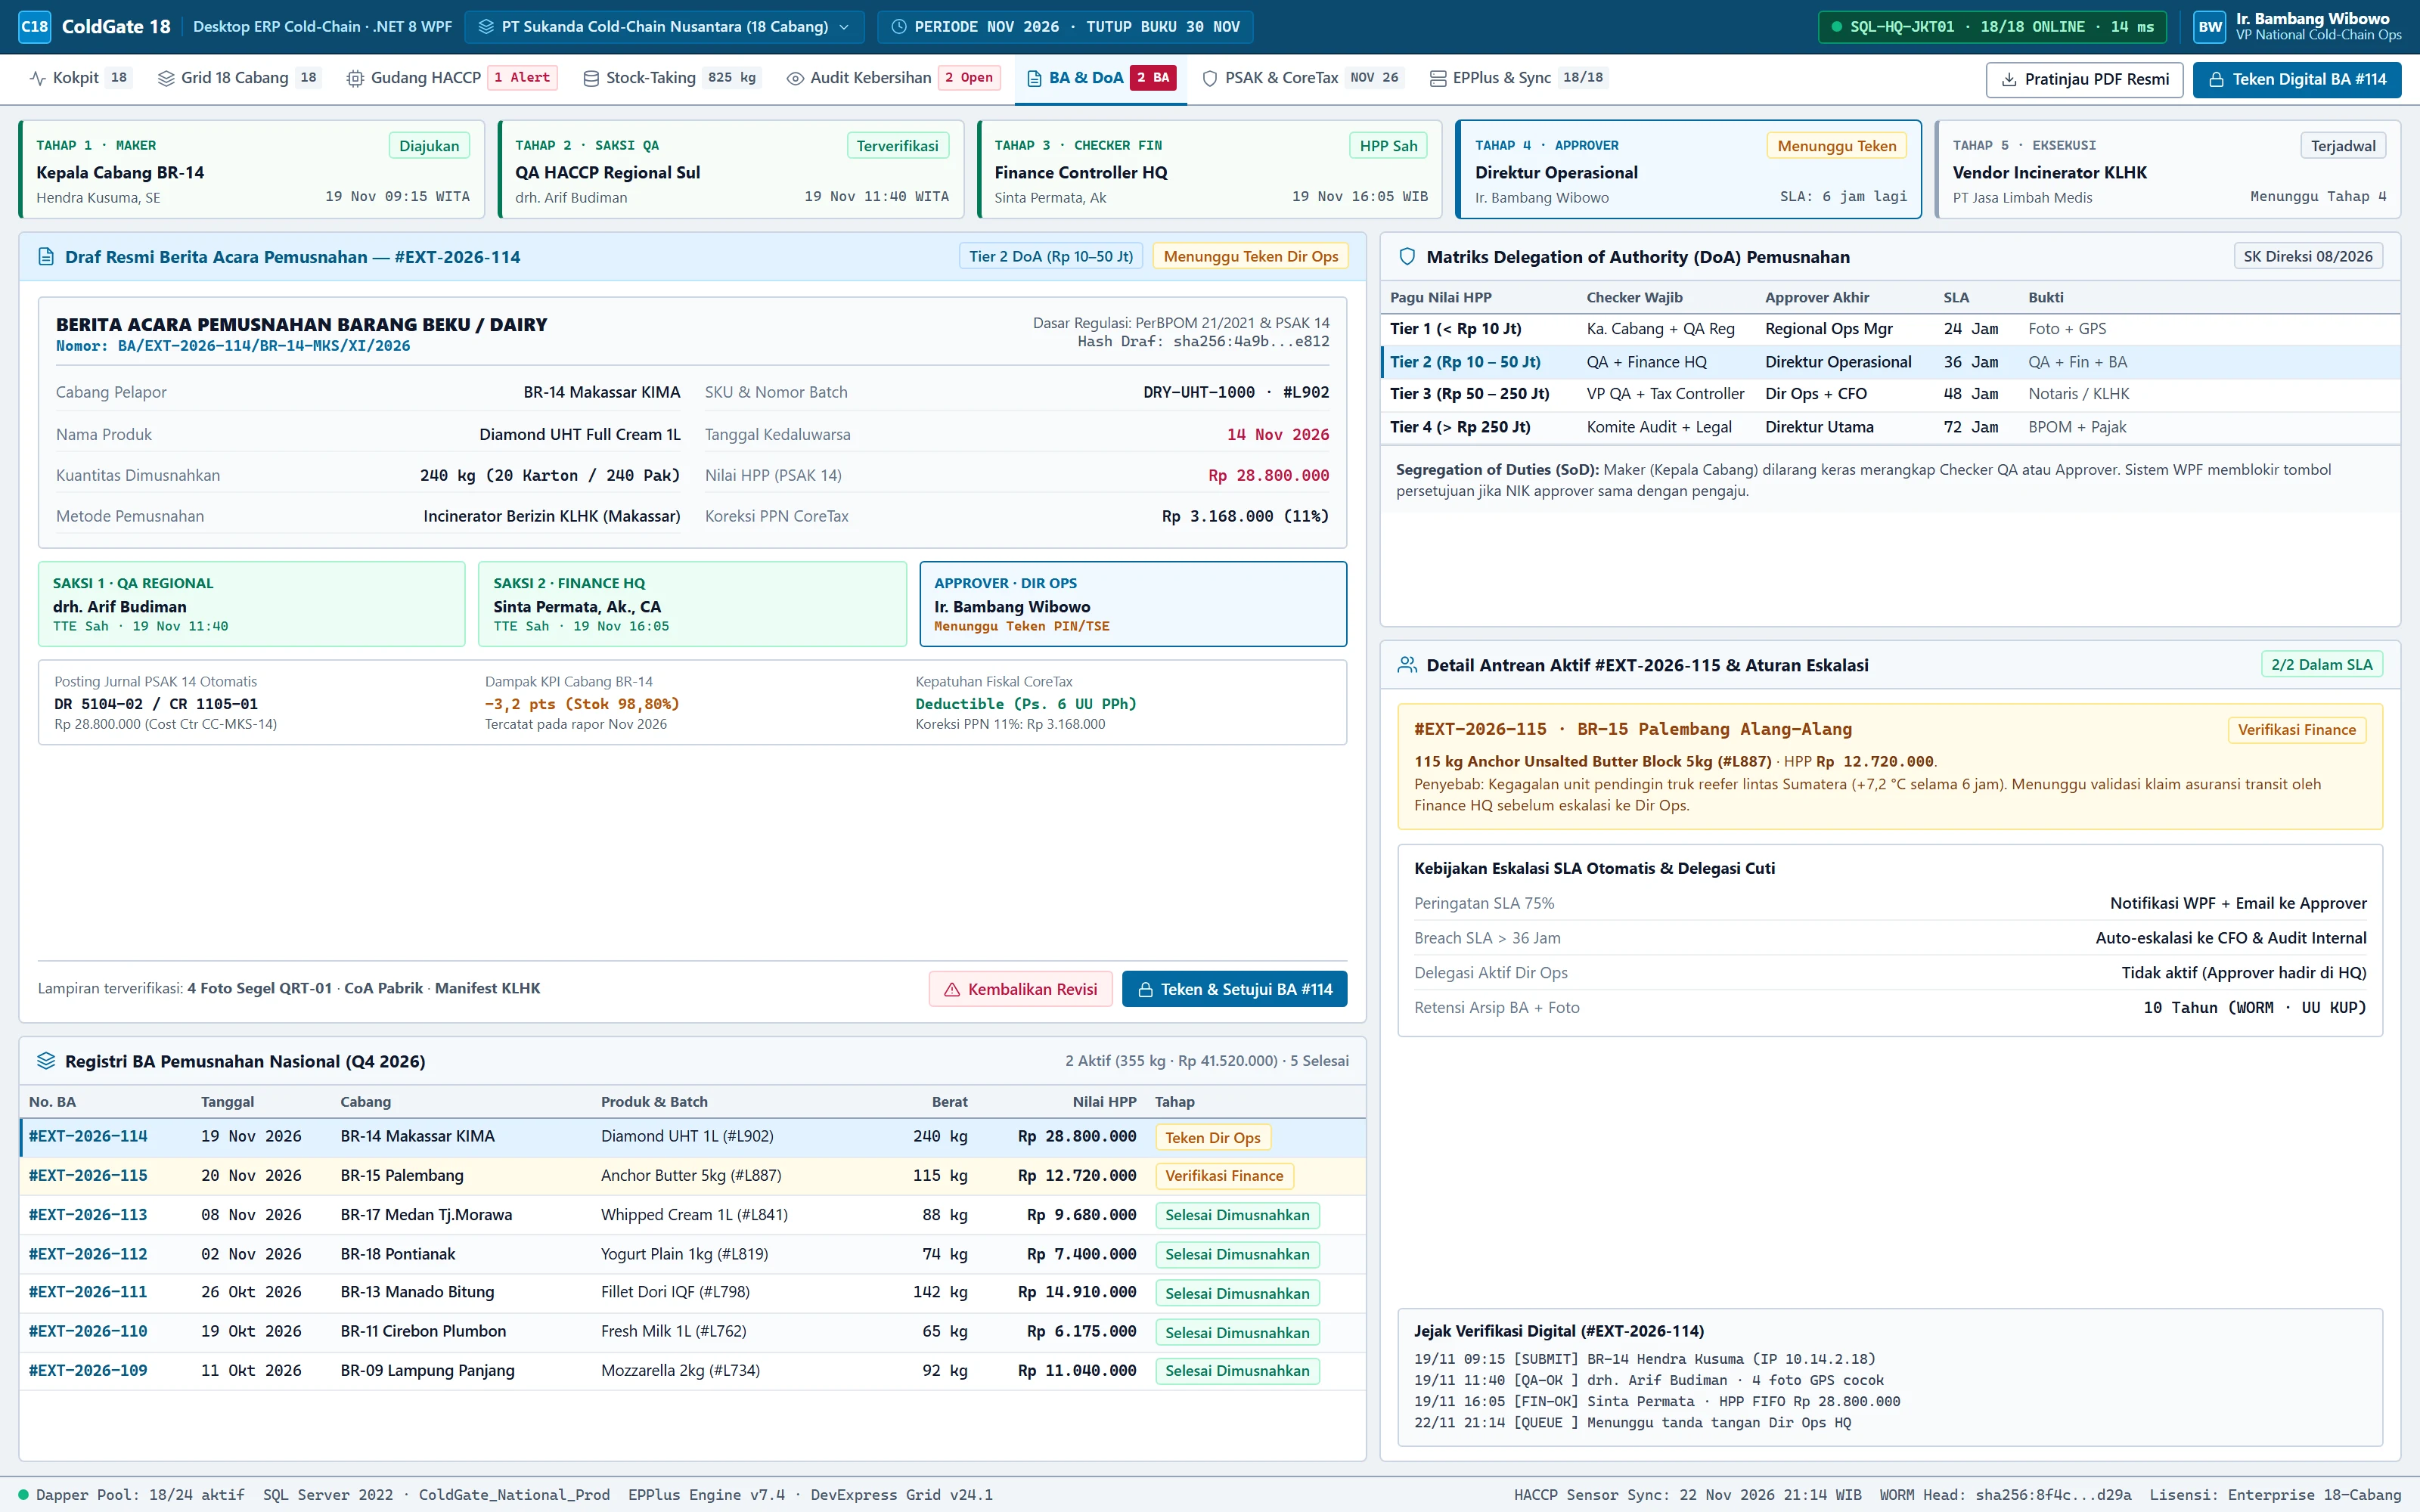 C18 ColdGate 18 Desktop ERP Cold-Chain · .NET 8 WPF PT Sukanda Cold-Chain Nusantara (18 Cabang) PERIODE NOV 2026 · TUTUP BUKU 30 NOV SQL-HQ-JKT01 · 18/18 ONLINE · 14 ms BW Ir. Bambang Wibowo
VP National Cold-Chain Ops
Kokpit 18 Grid 18 Cabang 18 Gudang HACCP 1 Alert Stock-Taking 825 kg Audit Kebersihan 2 Open BA & DoA 2 BA PSAK & CoreTax NOV 26 EPPlus & Sync 18/18 Pratinjau PDF Resmi Teken Digital BA #114
TAHAP 1 · MAKER Diajukan
Kepala Cabang BR-14
Hendra Kusuma, SE 19 Nov 09:15 WITA
TAHAP 2 · SAKSI QA Terverifikasi
QA HACCP Regional Sul
drh. Arif Budiman 19 Nov 11:40 WITA
TAHAP 3 · CHECKER FIN HPP Sah
Finance Controller HQ
Sinta Permata, Ak 19 Nov 16:05 WIB
TAHAP 4 · APPROVER Menunggu Teken
Direktur Operasional
Ir. Bambang Wibowo SLA: 6 jam lagi
TAHAP 5 · EKSEKUSI Terjadwal
Vendor Incinerator KLHK
PT Jasa Limbah Medis Menunggu Tahap 4
Draf Resmi Berita Acara Pemusnahan — #EXT-2026-114 Tier 2 DoA (Rp 10–50 Jt) Menunggu Teken Dir Ops
BERITA ACARA PEMUSNAHAN BARANG BEKU / DAIRY Dasar Regulasi: PerBPOM 21/2021 & PSAK 14
Nomor: BA/EXT-2026-114/BR-14-MKS/XI/2026 Hash Draf: sha256:4a9b...e812
Cabang Pelapor BR-14 Makassar KIMA SKU & Nomor Batch DRY-UHT-1000 · #L902
Nama Produk Diamond UHT Full Cream 1L Tanggal Kedaluwarsa 14 Nov 2026
Kuantitas Dimusnahkan 240 kg (20 Karton / 240 Pak) Nilai HPP (PSAK 14) Rp 28.800.000
Metode Pemusnahan Incinerator Berizin KLHK (Makassar) Koreksi PPN CoreTax Rp 3.168.000 (11%)
SAKSI 1 · QA REGIONAL
drh. Arif Budiman
TTE Sah · 19 Nov 11:40
SAKSI 2 · FINANCE HQ
Sinta Permata, Ak., CA
TTE Sah · 19 Nov 16:05
APPROVER · DIR OPS
Ir. Bambang Wibowo
Menunggu Teken PIN/TSE
Posting Jurnal PSAK 14 Otomatis
DR 5104-02 / CR 1105-01
Rp 28.800.000 (Cost Ctr CC-MKS-14)
Dampak KPI Cabang BR-14
-3,2 pts (Stok 98,80%)
Tercatat pada rapor Nov 2026
Kepatuhan Fiskal CoreTax
Deductible (Ps. 6 UU PPh)
Koreksi PPN 11%: Rp 3.168.000
Lampiran terverifikasi: 4 Foto Segel QRT-01 · CoA Pabrik · Manifest KLHK Kembalikan Revisi Teken & Setujui BA #114
Registri BA Pemusnahan Nasional (Q4 2026) 2 Aktif (355 kg · Rp 41.520.000) · 5 Selesai
No. BA Tanggal Cabang Produk & Batch Berat Nilai HPP Tahap
#EXT-2026-114 19 Nov 2026 BR-14 Makassar KIMA Diamond UHT 1L (#L902) 240 kg Rp 28.800.000 Teken Dir Ops
#EXT-2026-115 20 Nov 2026 BR-15 Palembang Anchor Butter 5kg (#L887) 115 kg Rp 12.720.000 Verifikasi Finance
#EXT-2026-113 08 Nov 2026 BR-17 Medan Tj.Morawa Whipped Cream 1L (#L841) 88 kg Rp 9.680.000 Selesai Dimusnahkan
#EXT-2026-112 02 Nov 2026 BR-18 Pontianak Yogurt Plain 1kg (#L819) 74 kg Rp 7.400.000 Selesai Dimusnahkan
#EXT-2026-111 26 Okt 2026 BR-13 Manado Bitung Fillet Dori IQF (#L798) 142 kg Rp 14.910.000 Selesai Dimusnahkan
#EXT-2026-110 19 Okt 2026 BR-11 Cirebon Plumbon Fresh Milk 1L (#L762) 65 kg Rp 6.175.000 Selesai Dimusnahkan
#EXT-2026-109 11 Okt 2026 BR-09 Lampung Panjang Mozzarella 2kg (#L734) 92 kg Rp 11.040.000 Selesai Dimusnahkan
Matriks Delegation of Authority (DoA) Pemusnahan SK Direksi 08/2026
Pagu Nilai HPP Checker Wajib Approver Akhir SLA Bukti
Tier 1 (< Rp 10 Jt) Ka. Cabang + QA Reg Regional Ops Mgr 24 Jam Foto + GPS
Tier 2 (Rp 10 – 50 Jt) QA + Finance HQ Direktur Operasional 36 Jam QA + Fin + BA
Tier 3 (Rp 50 – 250 Jt) VP QA + Tax Controller Dir Ops + CFO 48 Jam Notaris / KLHK
Tier 4 (> Rp 250 Jt) Komite Audit + Legal Direktur Utama 72 Jam BPOM + Pajak
Segregation of Duties (SoD): Maker (Kepala Cabang) dilarang keras merangkap Checker QA atau Approver. Sistem WPF memblokir tombol
persetujuan jika NIK approver sama dengan pengaju.
Detail Antrean Aktif #EXT-2026-115 & Aturan Eskalasi 2/2 Dalam SLA
#EXT-2026-115 · BR-15 Palembang Alang-Alang Verifikasi Finance
115 kg Anchor Unsalted Butter Block 5kg (#L887) · HPP Rp 12.720.000.
Penyebab: Kegagalan unit pendingin truk reefer lintas Sumatera (+7,2 °C selama 6 jam). Menunggu validasi klaim asuransi transit oleh
Finance HQ sebelum eskalasi ke Dir Ops.
Kebijakan Eskalasi SLA Otomatis & Delegasi Cuti
Peringatan SLA 75% Notifikasi WPF + Email ke Approver
Breach SLA > 36 Jam Auto-eskalasi ke CFO & Audit Internal
Delegasi Aktif Dir Ops Tidak aktif (Approver hadir di HQ)
Retensi Arsip BA + Foto 10 Tahun (WORM · UU KUP)
Jejak Verifikasi Digital (#EXT-2026-114)
19/11 09:15 [SUBMIT] BR-14 Hendra Kusuma (IP 10.14.2.18)
19/11 11:40 [QA-OK ] drh. Arif Budiman · 4 foto GPS cocok
19/11 16:05 [FIN-OK] Sinta Permata · HPP FIFO Rp 28.800.000
22/11 21:14 [QUEUE ] Menunggu tanda tangan Dir Ops HQ
Dapper Pool: 18/24 aktif SQL Server 2022 · ColdGate_National_Prod EPPlus Engine v7.4 · DevExpress Grid v24.1 HACCP Sensor Sync: 22 Nov 2026 21:14 WIB WORM Head: sha256:8f4c...d29a Lisensi: Enterprise 18-Cabang